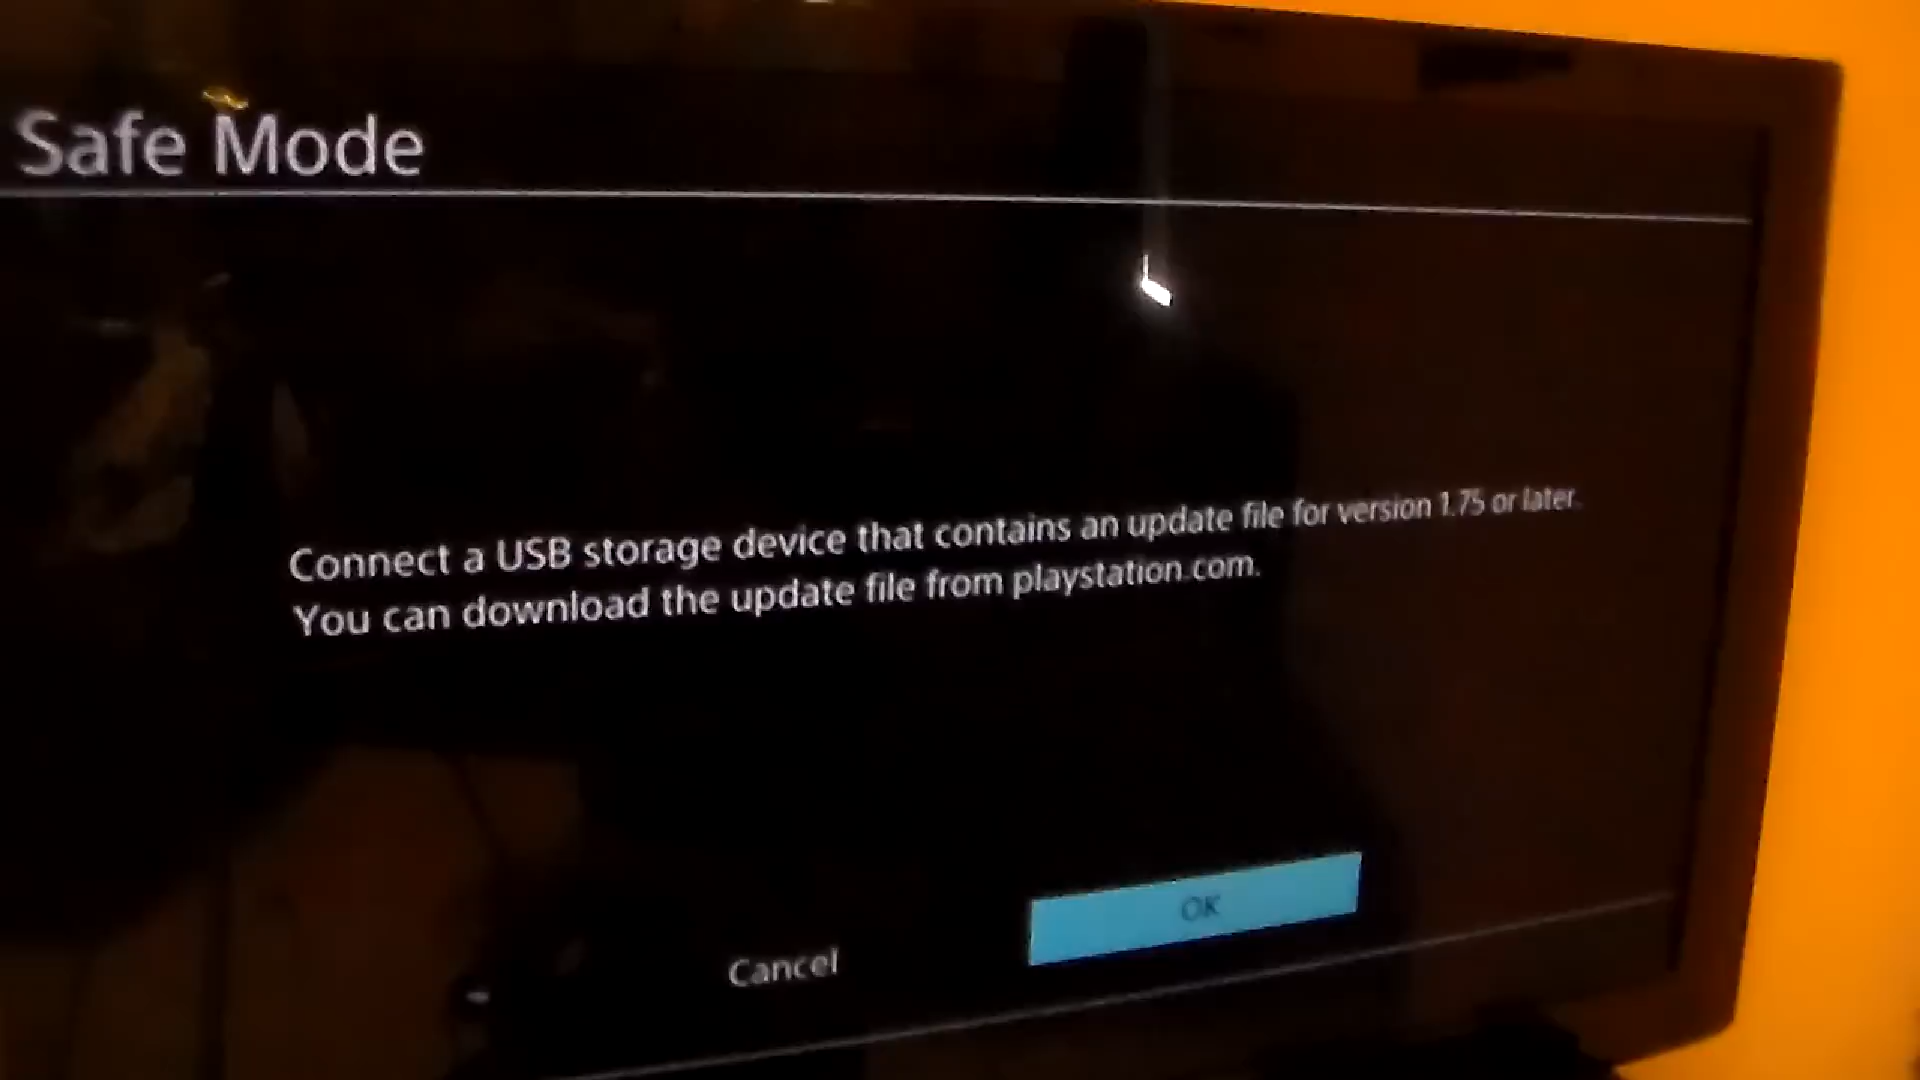 Safe Mode
Connect a USB storage device that contains an update file for version 1.75 or later.
You can download the update file from playstation.com.
Cancel
OK